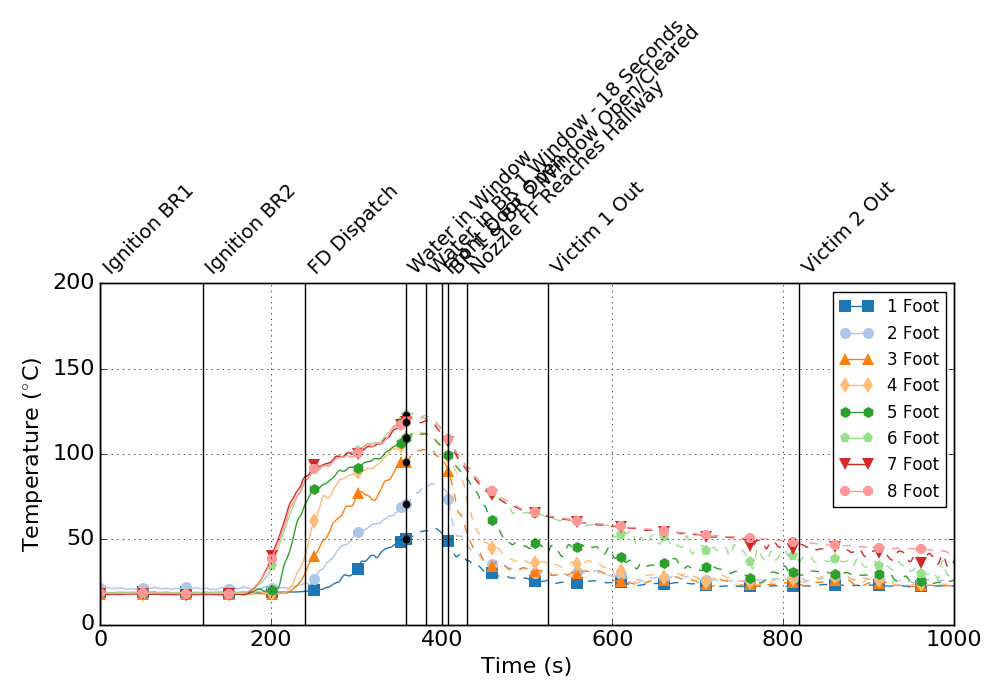 Ignition BR1
Ignition BR2
FD Dispatch
Water in Window
Water in BR 1 Window - 18 Seconds
Front Door Open
BR 1 & BR 2 Window Open/Cleared
Nozzle FF Reaches Hallway
Victim 1 Out
Victim 2 Out
200
150
100
50
0
Temperature (°C)
1 Foot
2 Foot
3 Foot
4 Foot
5 Foot
6 Foot
7 Foot
8 Foot
0 200 400 600 800 1000
Time (s)